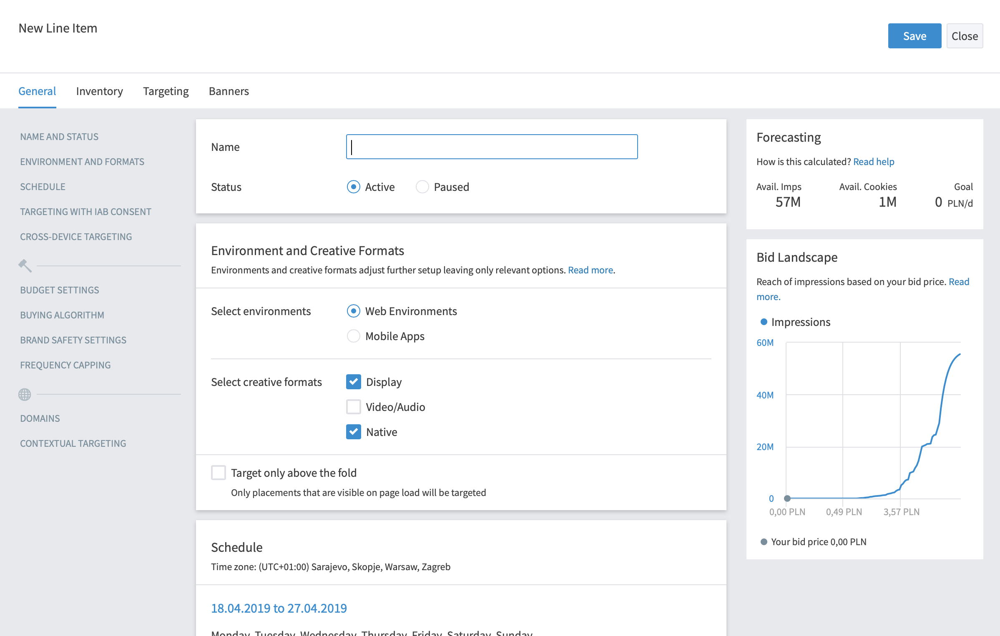 New Line Item
Save
Close
General
Inventory
Targeting
Banners
NAME AND STATUS
ENVIRONMENT AND FORMATS
SCHEDULE
TARGETING WITH IAB CONSENT
CROSS-DEVICE TARGETING
BUDGET SETTINGS
BUYING ALGORITHM
BRAND SAFETY SETTINGS
FREQUENCY CAPPING
DOMAINS
CONTEXTUAL TARGETING
Name
Status
Active
Paused
Environment and Creative Formats
Environments and creative formats adjust further setup leaving only relevant options. Read more.
Select environments
Web Environments
Mobile Apps
Select creative formats
Display
Video/Audio
Native
Target only above the fold
Only placements that are visible on page load will be targeted
Schedule
Time zone: (UTC+01:00) Sarajevo, Skopje, Warsaw, Zagreb
18.04.2019 to 27.04.2019
Monday, Tuesday, Wednesday, Thursday, Friday, Saturday, Sunday
Forecasting
How is this calculated? Read help
Avail. Imps
57M
Avail. Cookies
1M
Goal
0 PLN/d
Bid Landscape
Reach of impressions based on your bid price. Read
more.
Impressions
60M
40M
20M
0
0,00 PLN
0,49 PLN
3,57 PLN
Your bid price 0,00 PLN